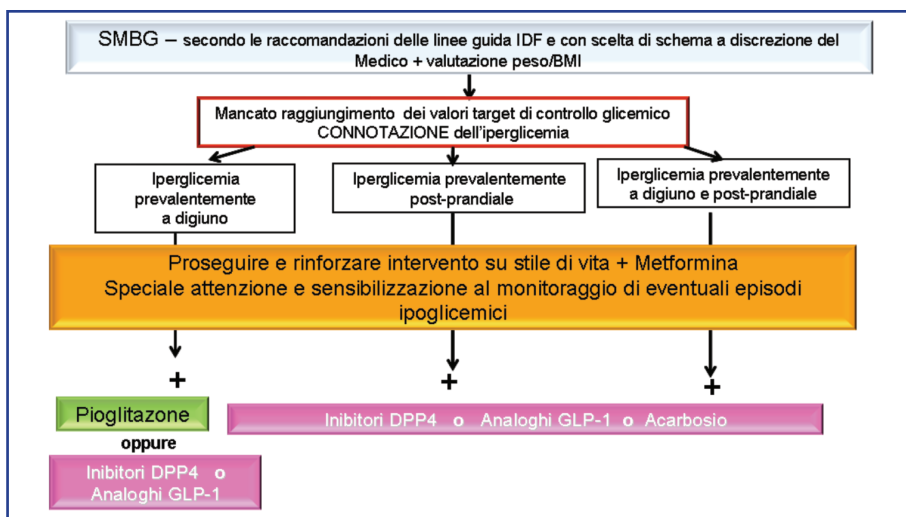 SMBG – secondo le raccomandazioni delle linee guida IDF e con scelta di schema a discrezione del
Medico + valutazione peso/BMI
Mancato raggiungimento dei valori target di controllo glicemico
CONNOTAZIONE dell'iperglicemia
Iperglicemia
prevalentemente
a digiuno
Iperglicemia prevalentemente
post-prandiale
Iperglicemia prevalentemente
a digiuno e post-prandiale
Proseguire e rinforzare intervento su stile di vita + Metformina
Speciale attenzione e sensibilizzazione al monitoraggio di eventuali episodi
ipoglicemici
+
+
+
Pioglitazone
oppure
Inibitori DPP4 o
Analoghi GLP-1
Inibitori DPP4 o Analoghi GLP-1 o Acarbosio